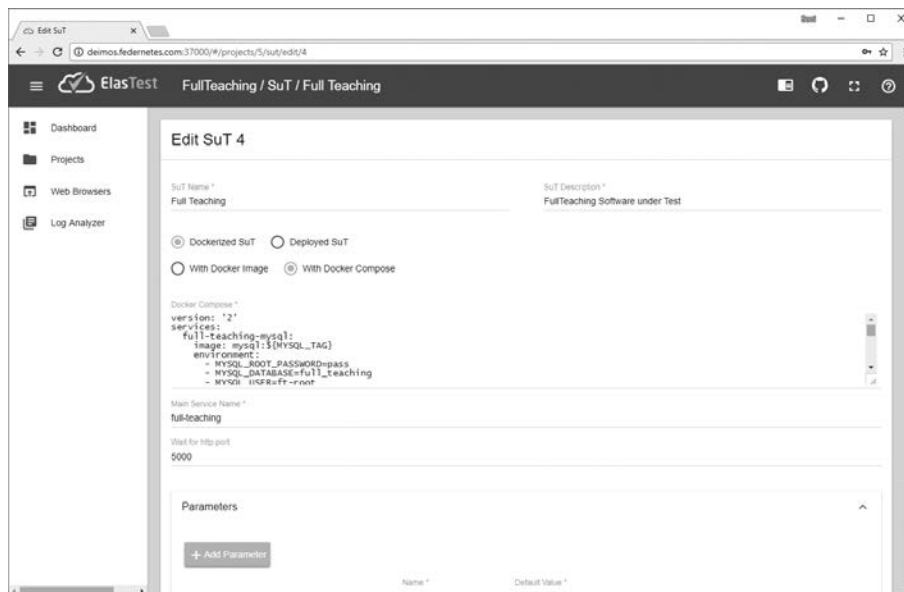 Edit SuT
deimos.federnetes.com:37000/#/projects/5/sut/edit/4
ElasTest
FullTeaching / SuT / Full Teaching
Dashboard
Projects
Web Browsers
Log Analyzer
Edit SuT 4
SuT Name *
Full Teaching
SuT Description *
FullTeaching Software under Test
Dockerized SuT
Deployed SuT
With Docker Image
With Docker Compose
Docker Compose *
version: '2'
services:
full-teaching-mysql:
image: mysql:${MYSQL_TAG}
environment:
- MYSQL_ROOT_PASSWORD=pass
- MYSQL_DATABASE=full_teaching
- MYSQL_USER=ft-root
Main Service Name *
full-teaching
Wait for http port
5000
Parameters
+ Add Parameter
Name *
Default Value *